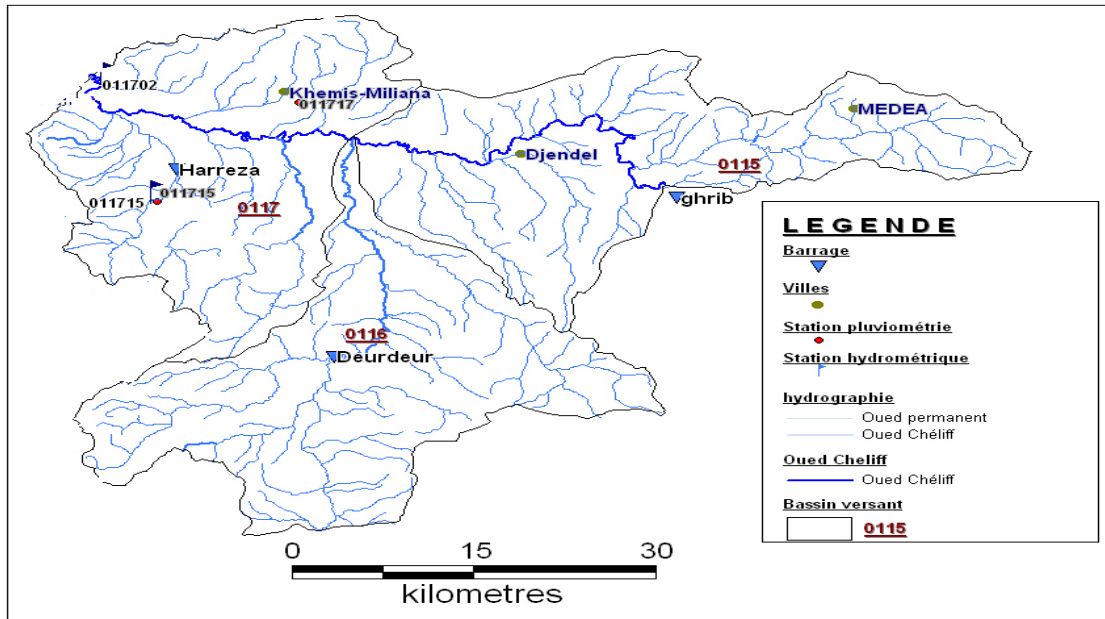 011702
Khemis-Miliana
011717
MEDEA
Djendel
0115
Harreza
011715
011715
0117
ghrib
0116
Deurdeur
LEGENDE
Barrage
Villes
Station pluviométrie
Station hydrométrique
hydrographie
Oued permanent
Oued Chéliff
Oued Cheliff
Oued Chéliff
Bassin versant
0115
0 15 30
kilometres